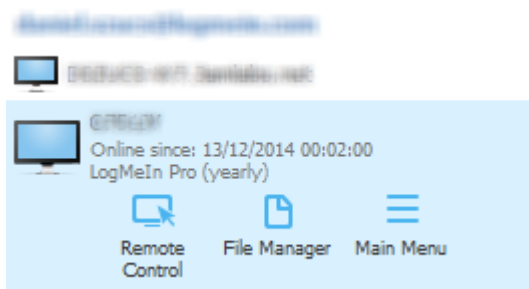 Online since: 13/12/2014 00:02:00
LogMeIn Pro (yearly)
Remote Control
File Manager
Main Menu